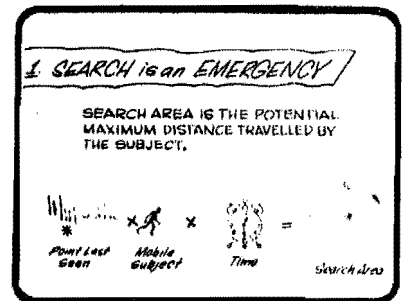 1. SEARCH is an EMERGENCY
SEARCH AREA IS THE POTENTIAL
MAXIMUM DISTANCE TRAVELLED BY
THE SUBJECT.
* x x =
Point Last Seen
Mobile Subject
Time
Search Area